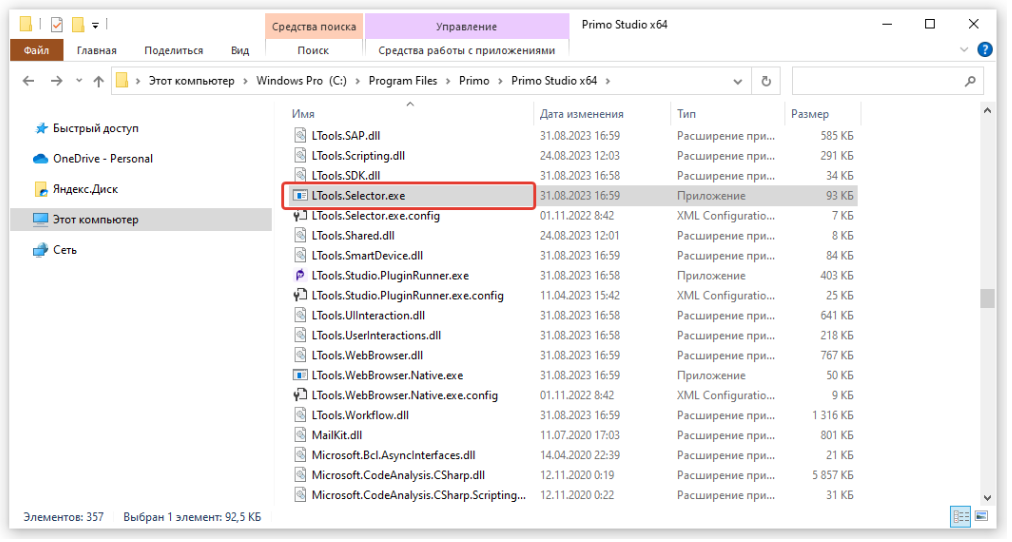 Средства поиска Управление Primo Studio x64
Файл Главная Поделиться Вид Поиск Средства работы с приложениями
Этот компьютер > Windows Pro (C:) > Program Files > Primo > Primo Studio x64 >
Имя Дата изменения Тип Размер
Быстрый доступ
OneDrive - Personal
Яндекс.Диск
Этот компьютер
Сеть
LTools.SAP.dll 31.08.2023 16:59 Расширение при... 585 КБ
LTools.Scripting.dll 24.08.2023 12:03 Расширение при... 291 КБ
LTools.SDK.dll 31.08.2023 16:58 Расширение при... 34 КБ
LTools.Selector.exe 31.08.2023 16:59 Приложение 93 КБ
LTools.Selector.exe.config 01.11.2022 8:42 XML Configuratio... 7 КБ
LTools.Shared.dll 24.08.2023 12:01 Расширение при... 8 КБ
LTools.SmartDevice.dll 31.08.2023 16:59 Расширение при... 84 КБ
LTools.Studio.PluginRunner.exe 31.08.2023 16:58 Приложение 403 КБ
LTools.Studio.PluginRunner.exe.config 11.04.2023 15:42 XML Configuratio... 25 КБ
LTools.UIInteraction.dll 31.08.2023 16:58 Расширение при... 641 КБ
LTools.UserInteractions.dll 31.08.2023 16:58 Расширение при... 218 КБ
LTools.WebBrowser.dll 31.08.2023 16:59 Расширение при... 767 КБ
LTools.WebBrowser.Native.exe 31.08.2023 16:59 Приложение 50 КБ
LTools.WebBrowser.Native.exe.config 01.11.2022 8:42 XML Configuratio... 9 КБ
LTools.Workflow.dll 31.08.2023 16:59 Расширение при... 1 316 КБ
MailKit.dll 11.07.2020 17:03 Расширение при... 801 КБ
Microsoft.Bcl.AsyncInterfaces.dll 14.04.2020 22:39 Расширение при... 21 КБ
Microsoft.CodeAnalysis.CSharp.dll 12.11.2020 0:19 Расширение при... 5 857 КБ
Microsoft.CodeAnalysis.CSharp.Scripting... 12.11.2020 0:22 Расширение при... 31 КБ
Элементов: 357 Выбран 1 элемент: 92,5 КБ